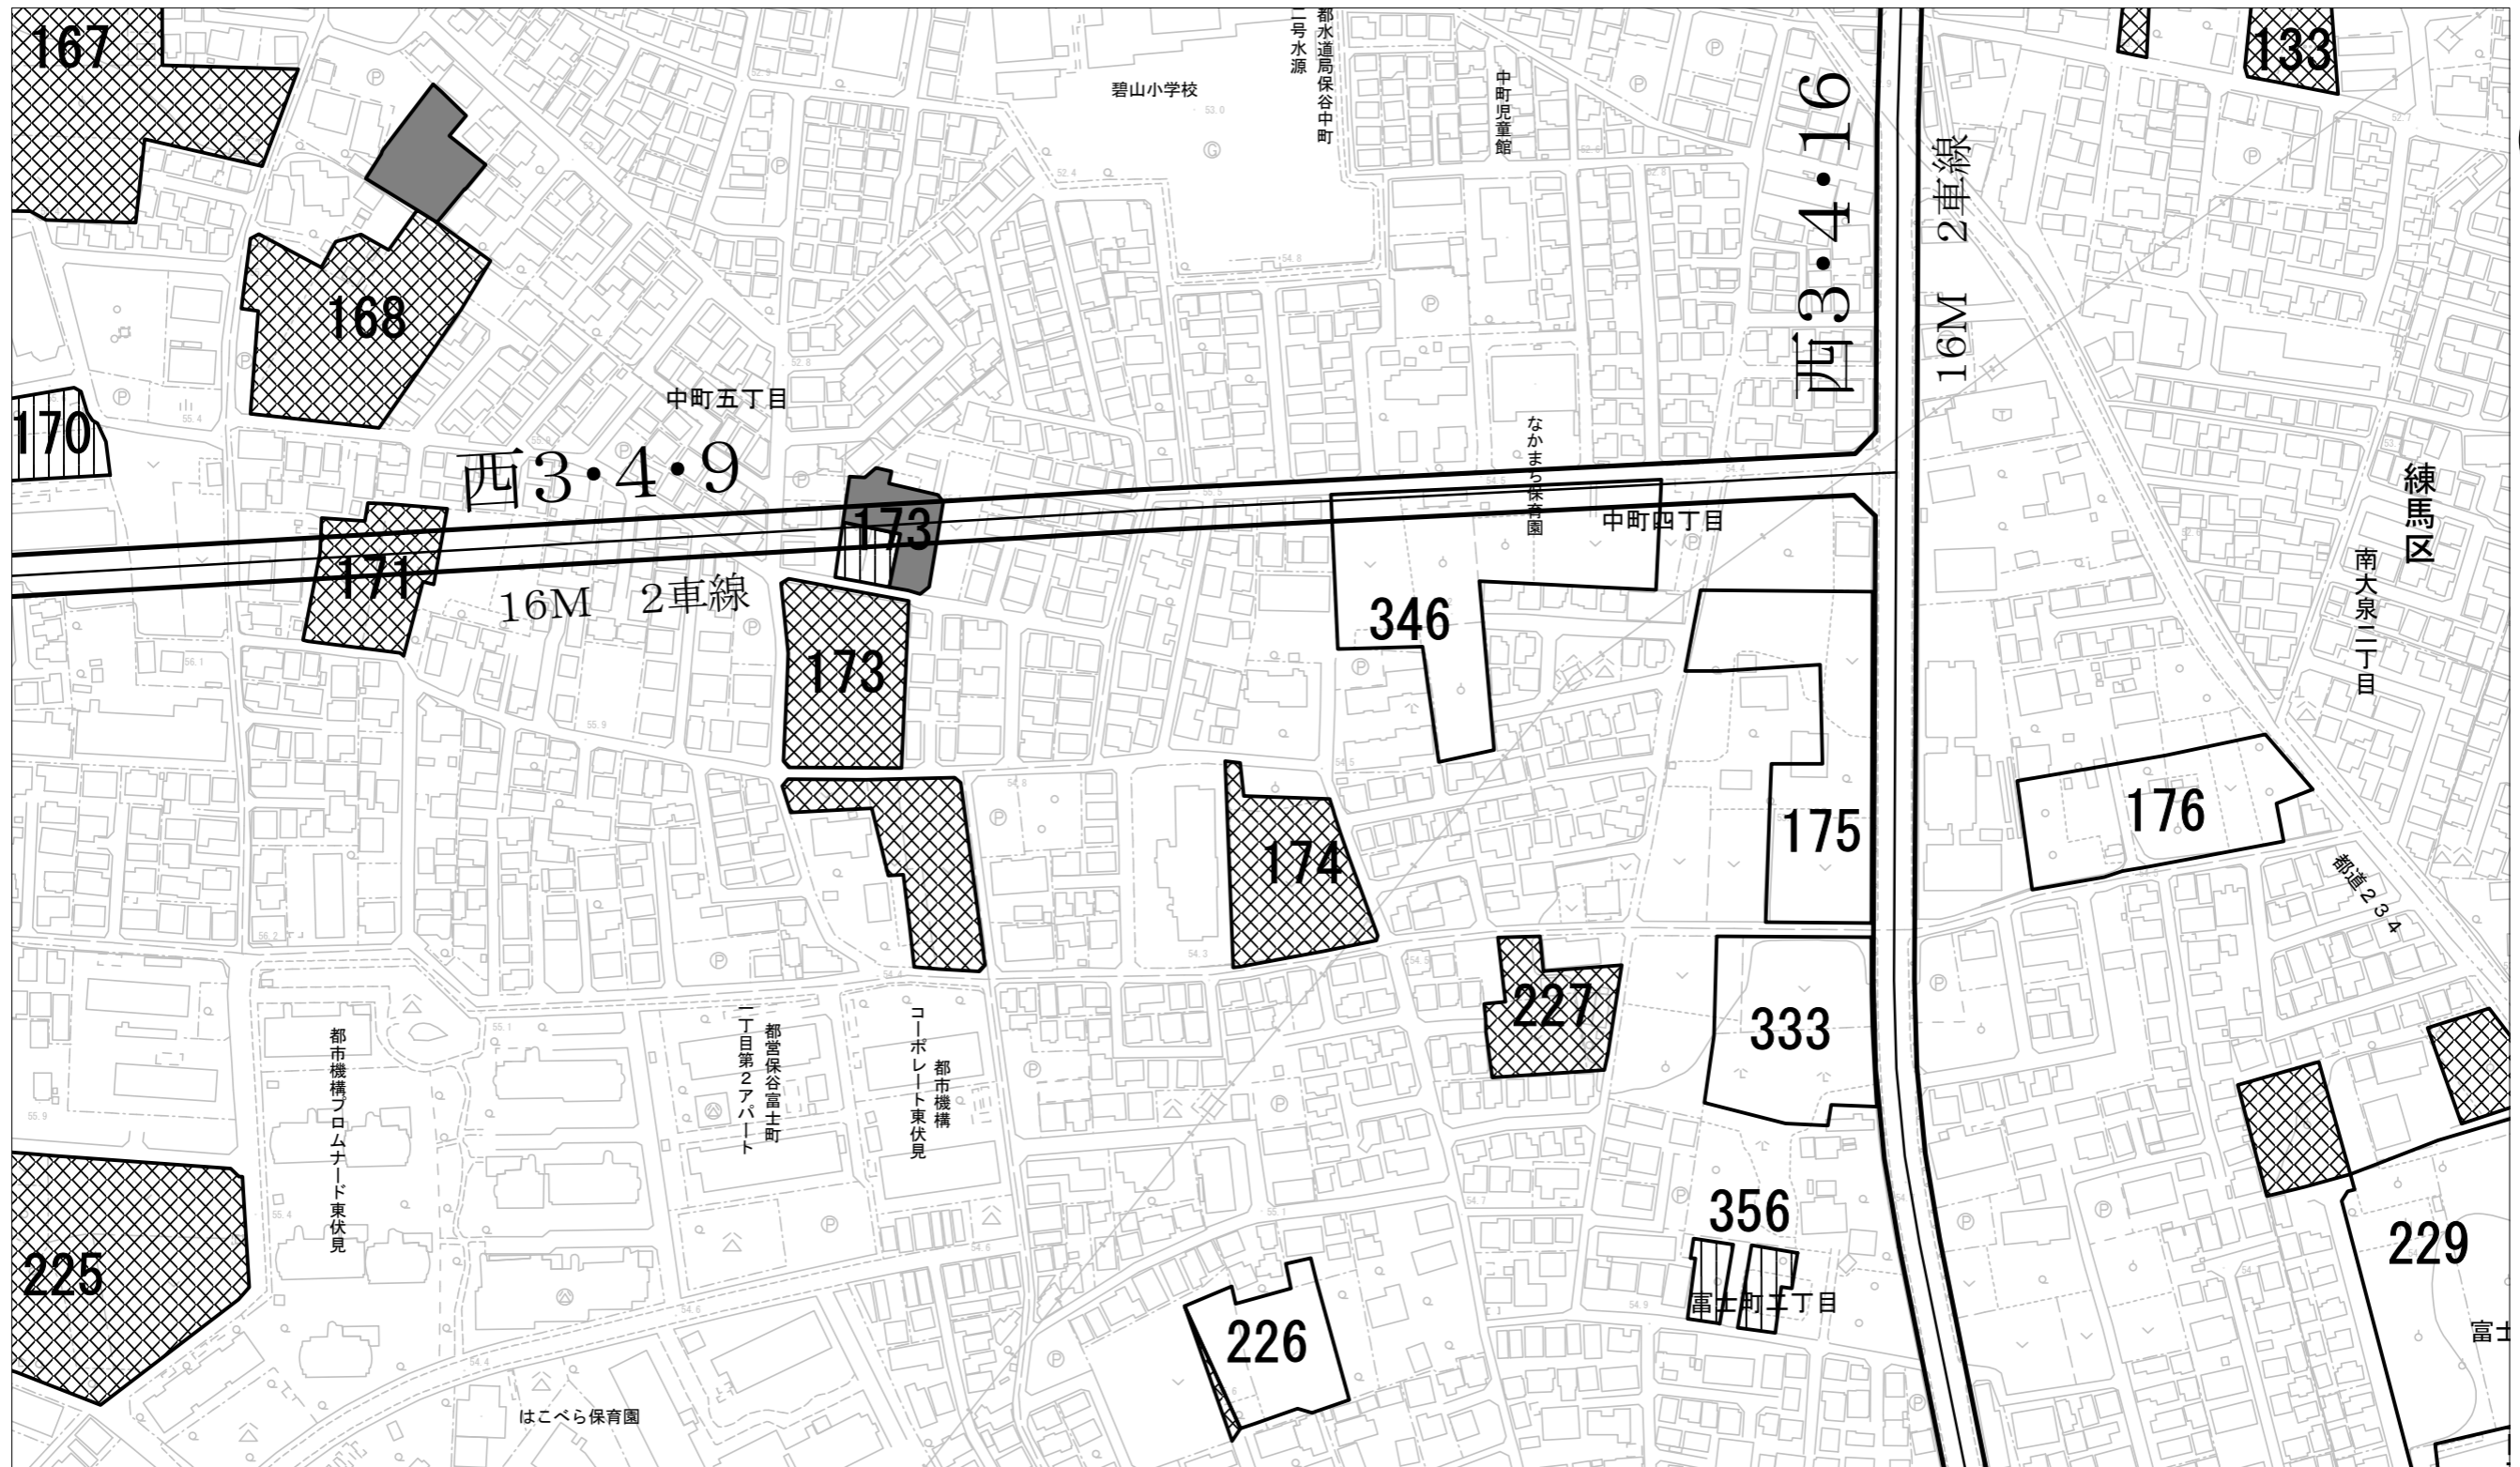 167
133
都水道局保谷中町
二号水源
碧山小学校
中町児童館
西3・4・16
16M 2車線
168
170
中町五丁目
西3・4・9
173
なかまち保育園
中町四丁目
練馬区
南大泉二丁目
171
16M 2車線
346
173
175
176
174
都道234
227
333
都市機構プロムナード東伏見
都営保谷富士町
一丁目第2アパート
都市機構
コーポレート東伏見
356
富士町二丁目
225
226
229
富士
はこべら保育園